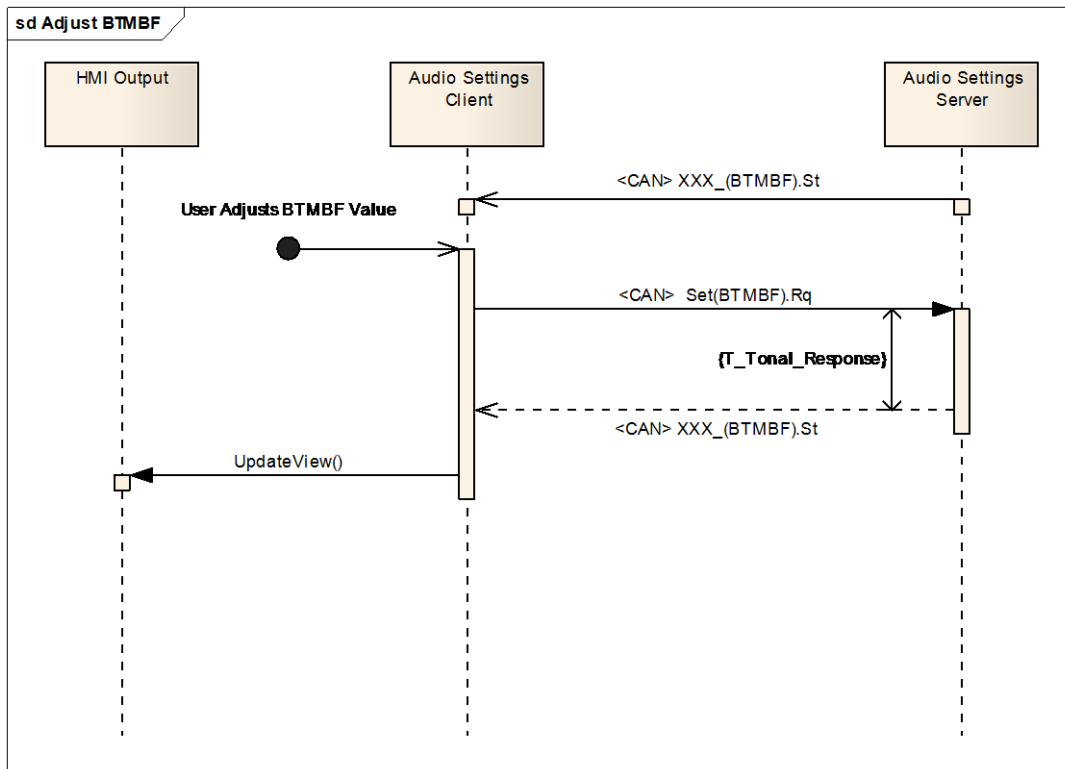 sd Adjust BTMBF
HMI Output
Audio Settings
Client
Audio Settings
Server
<CAN> XXX_(BTMBF).St
User Adjusts BTMBF Value
<CAN>  Set(BTMBF).Rq
{T_Tonal_Response}
<CAN> XXX_(BTMBF).St
UpdateView()